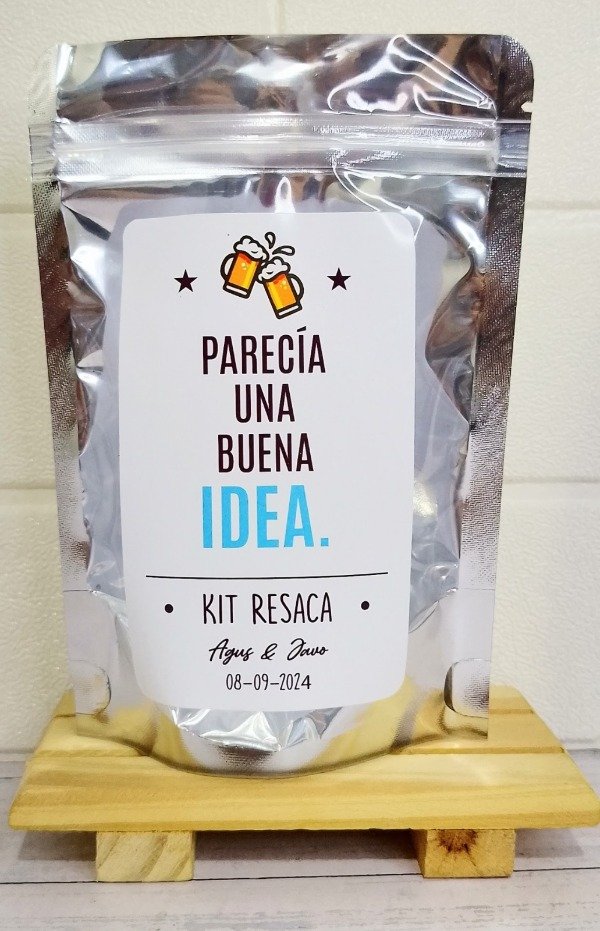 PARECÍA
UNA
BUENA
IDEA.
• KIT RESACA •
Agus & Javo
08-09-2024